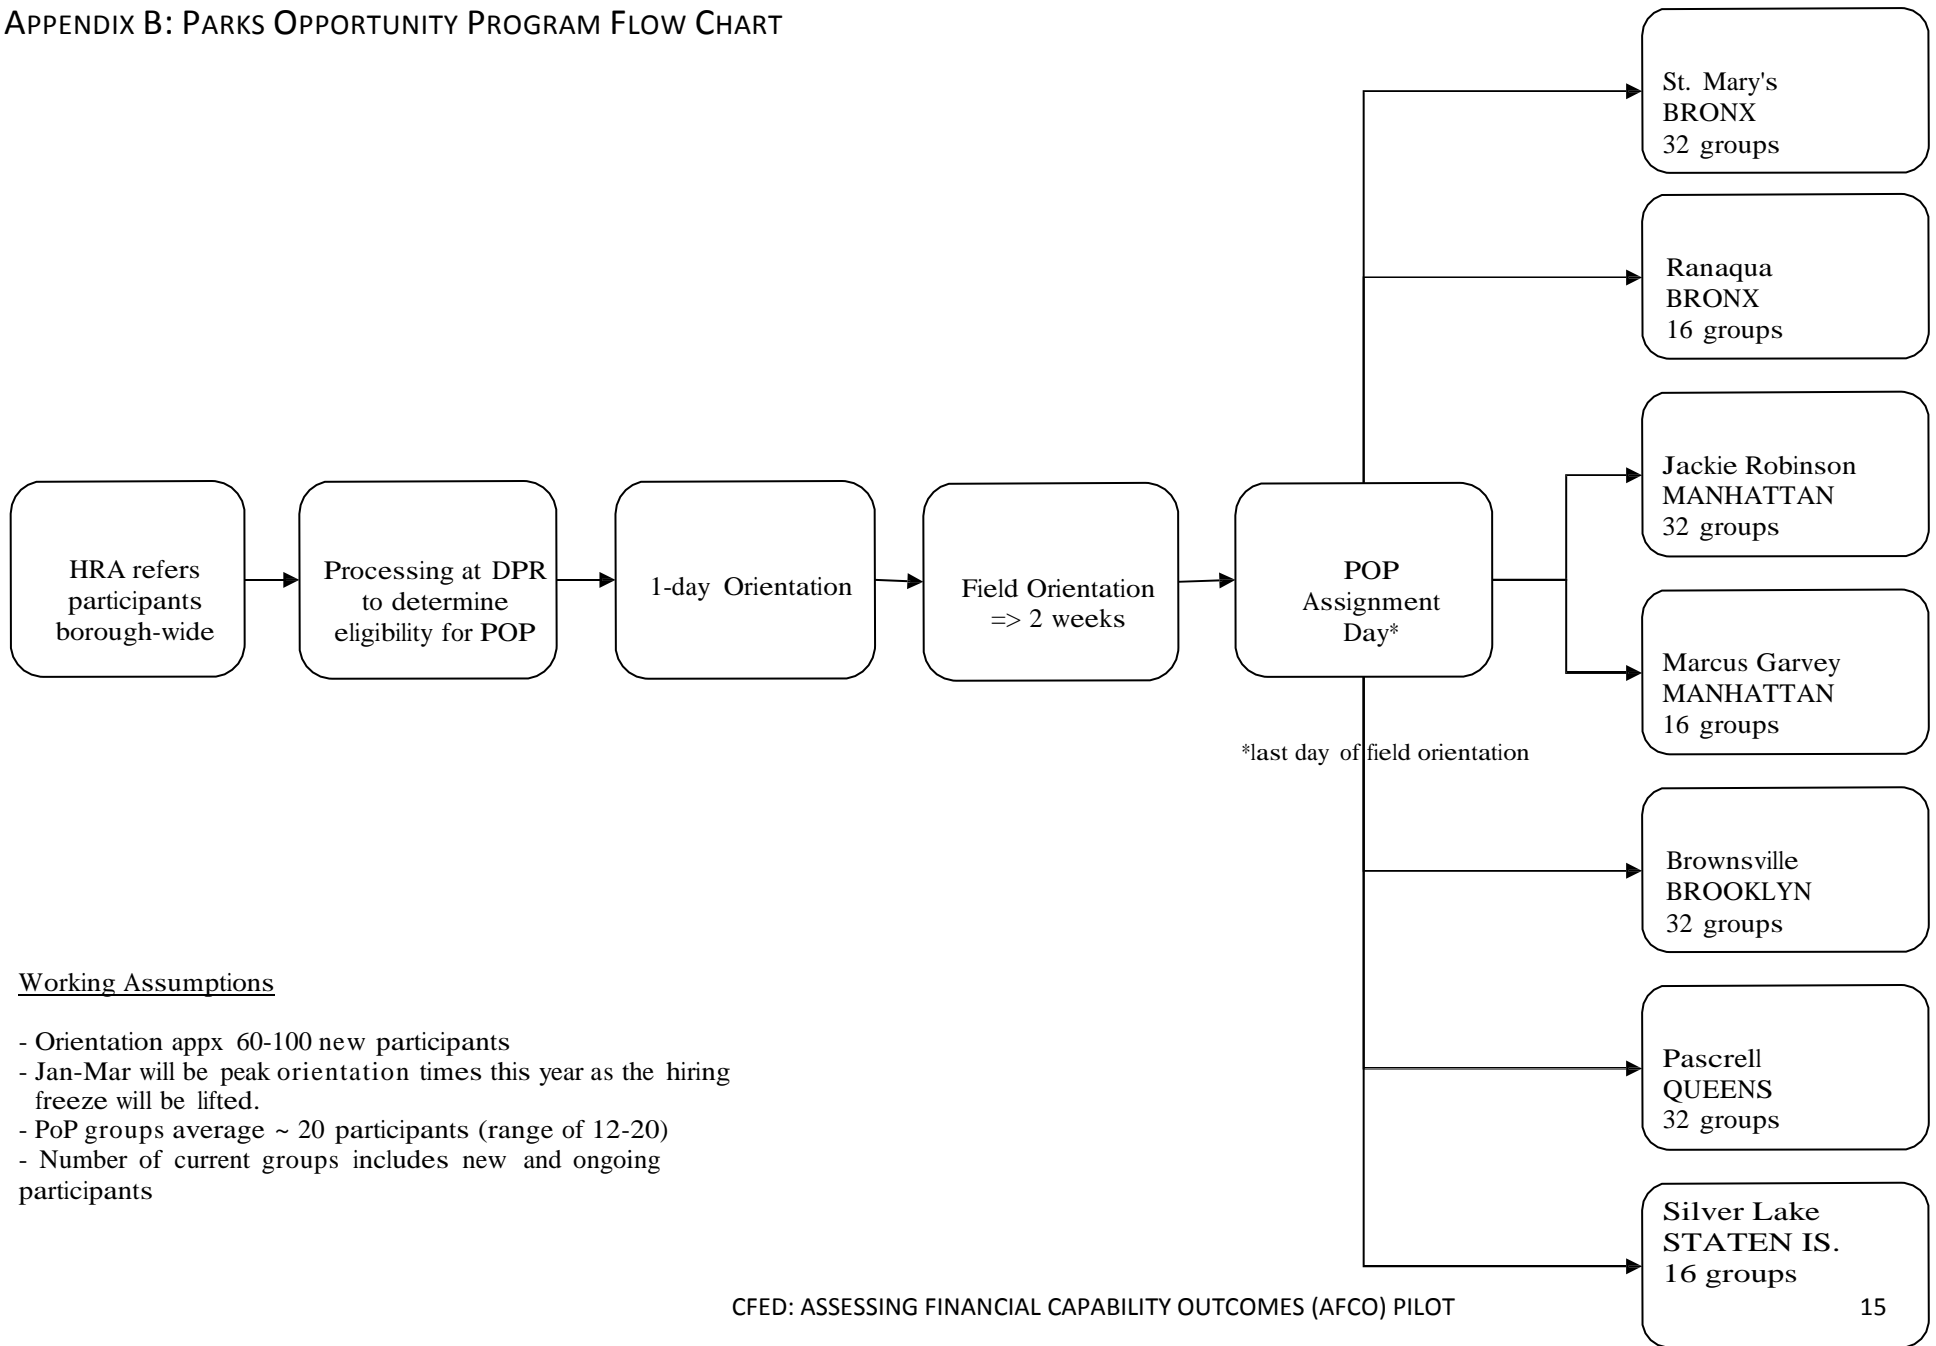 APPENDIX B: PARKS OPPORTUNITY PROGRAM FLOW CHART
St. Mary's
BRONX
32 groups
Ranaqua
BRONX
16 groups
Jackie Robinson
MANHATTAN
32 groups
HRA refers
participants
borough-wide
Processing at DPR
to determine
eligibility for POP
1-day Orientation
Field Orientation
=> 2 weeks
POP
Assignment
Day*
*last day of field orientation
Marcus Garvey
MANHATTAN
16 groups
Brownsville
BROOKLYN
32 groups
Pascrell
QUEENS
32 groups
Silver Lake
STATEN IS.
16 groups
Working Assumptions
- Orientation appx 60-100 new participants
- Jan-Mar will be peak orientation times this year as the hiring
freeze will be lifted.
- PoP groups average ~ 20 participants (range of 12-20)
- Number of current groups includes new and ongoing
participants
CFED: ASSESSING FINANCIAL CAPABILITY OUTCOMES (AFCO) PILOT
15